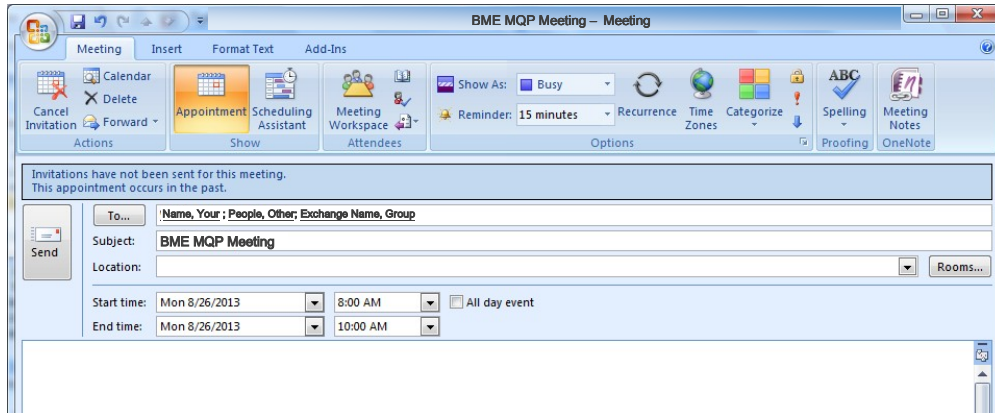 BME MQP Meeting – Meeting
Meeting Insert Format Text Add-Ins
Cancel Invitation
Calendar
Delete
Forward
Actions
Appointment
Scheduling Assistant
Show
Meeting Workspace
Attendees
Show As: Busy
Reminder: 15 minutes
Recurrence
Time Zones
Categorize
Options
ABC
Spelling
Proofing
Meeting Notes
OneNote
Invitations have not been sent for this meeting.
This appointment occurs in the past.
Send
To... 'Name, Your ; People, Other; Exchange Name, Group
Subject: BME MQP Meeting
Location: Rooms...
Start time: Mon 8/26/2013 8:00 AM All day event
End time: Mon 8/26/2013 10:00 AM